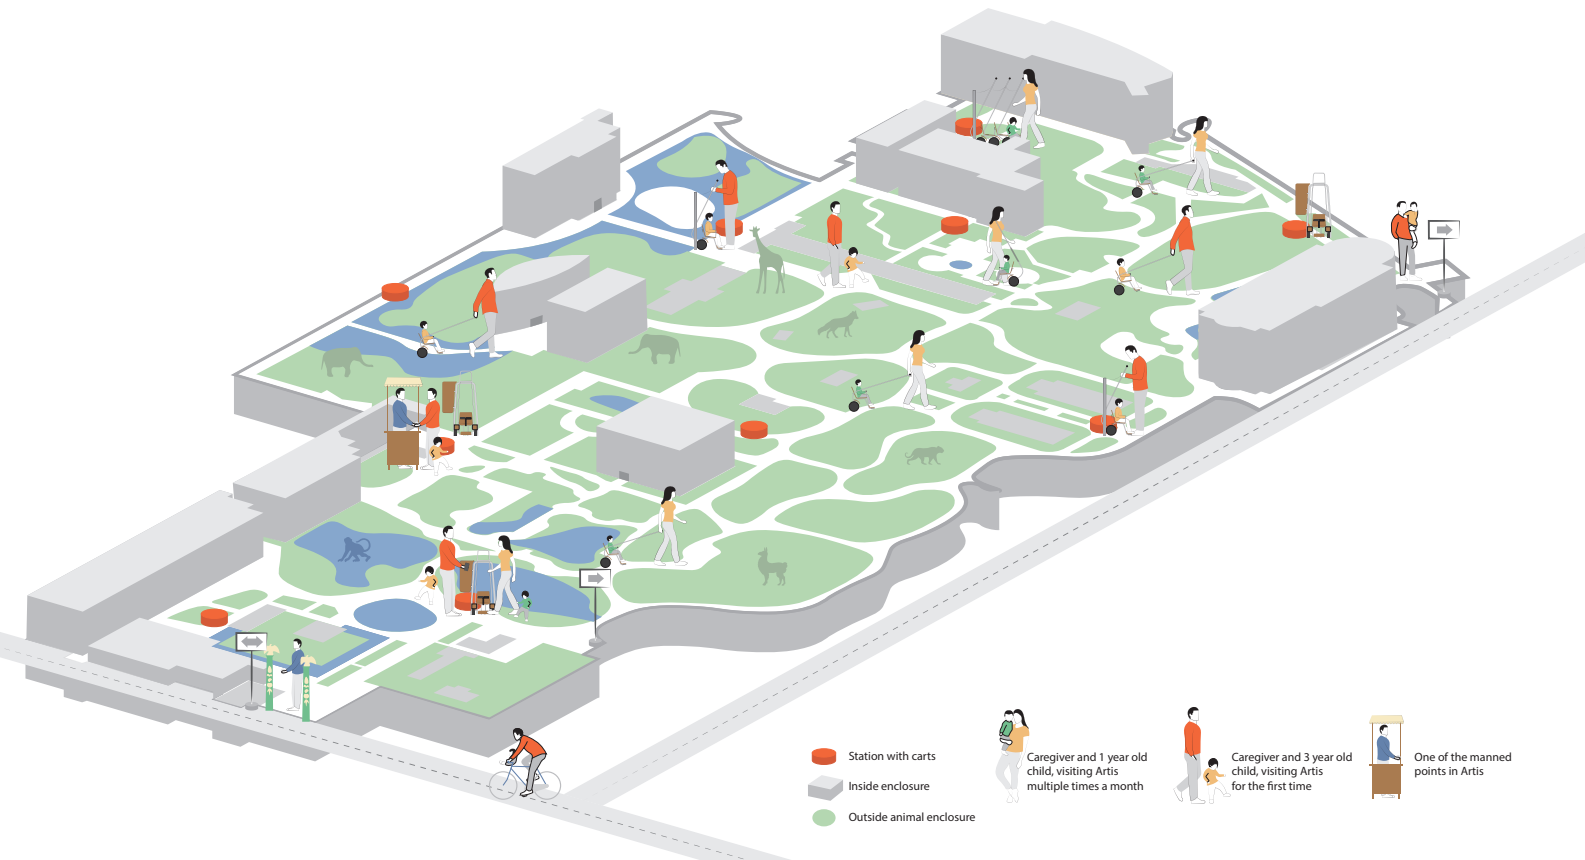 Station with carts
Inside enclosure
Outside animal enclosure
Caregiver and 1 year old
child, visiting Artis
multiple times a month
Caregiver and 3 year old
child, visiting Artis
for the first time
One of the manned
points in Artis